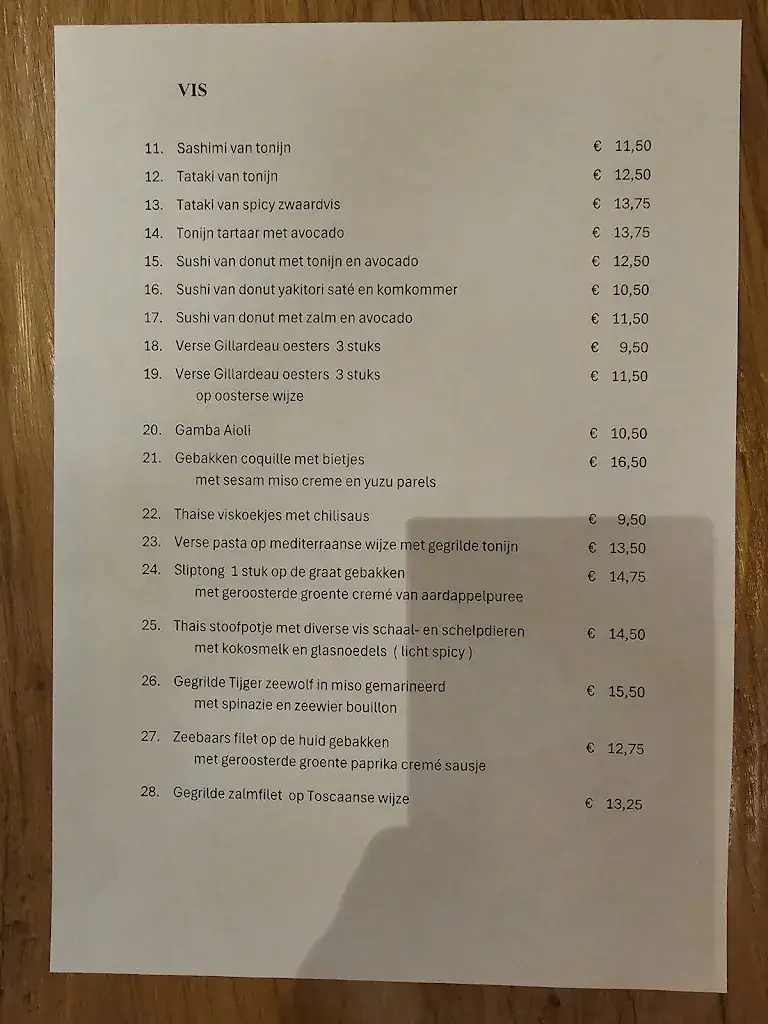 VIS
11. Sashimi van tonijn € 11,50
12. Tataki van tonijn € 12,50
13. Tataki van spicy zwaardvis € 13,75
14. Tonijn tartaar met avocado € 13,75
15. Sushi van donut met tonijn en avocado € 12,50
16. Sushi van donut yakitori saté en komkommer € 10,50
17. Sushi van donut met zalm en avocado € 11,50
18. Verse Gillardeau oesters 3 stuks € 9,50
19. Verse Gillardeau oesters 3 stuks € 11,50
op oosterse wijze
20. Gamba Aioli € 10,50
21. Gebakken coquille met bietjes € 16,50
met sesam miso creme en yuzu parels
22. Thaise viskoekjes met chilisaus € 9,50
23. Verse pasta op mediterraanse wijze met gegrilde tonijn € 13,50
24. Sliptong 1 stuk op de graat gebakken € 14,75
met geroosterde groente cremé van aardappelpuree
25. Thais stoofpotje met diverse vis schaal- en schelpdieren € 14,50
met kokosmelk en glasnoedels ( licht spicy )
26. Gegrilde Tijger zeewolf in miso gemarineerd € 15,50
met spinazie en zeewier bouillon
27. Zeebaars filet op de huid gebakken € 12,75
met geroosterde groente paprika cremé sausje
28. Gegrilde zalmfilet op Toscaanse wijze € 13,25